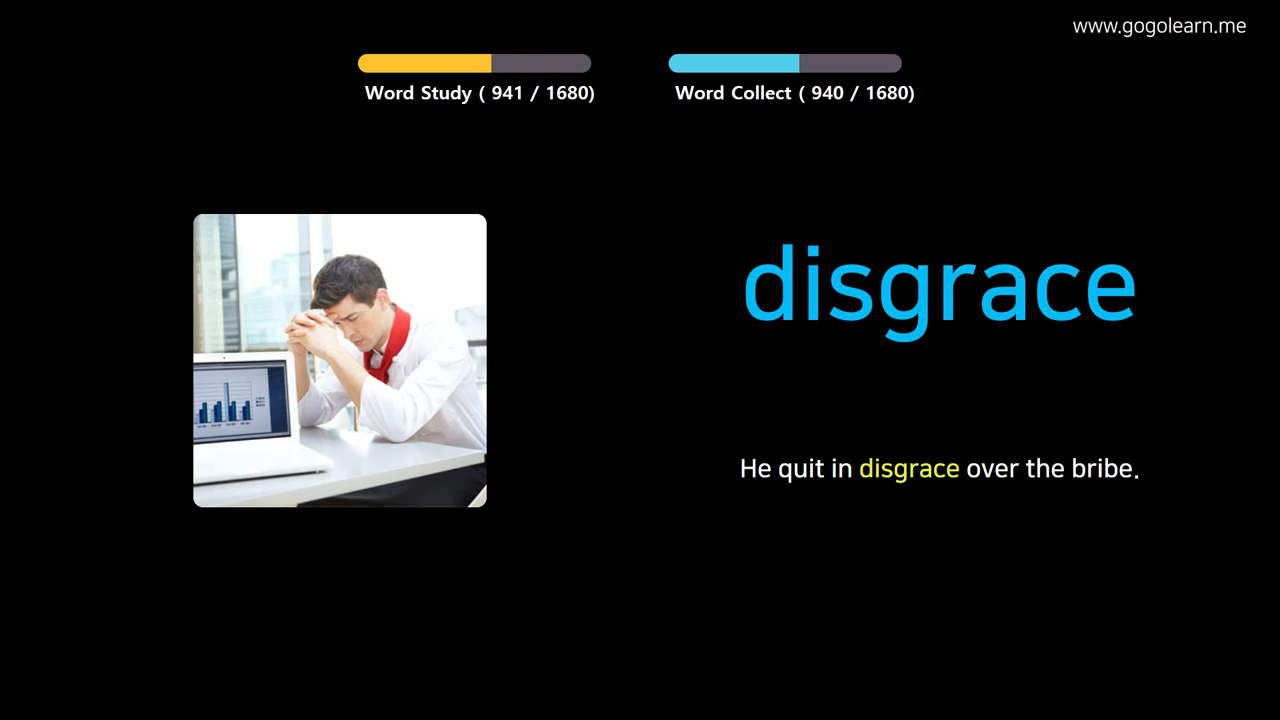 www.gogolearn.me
Word Study ( 941 / 1680)
Word Collect ( 940 / 1680)
disgrace
He quit in disgrace over the bribe.